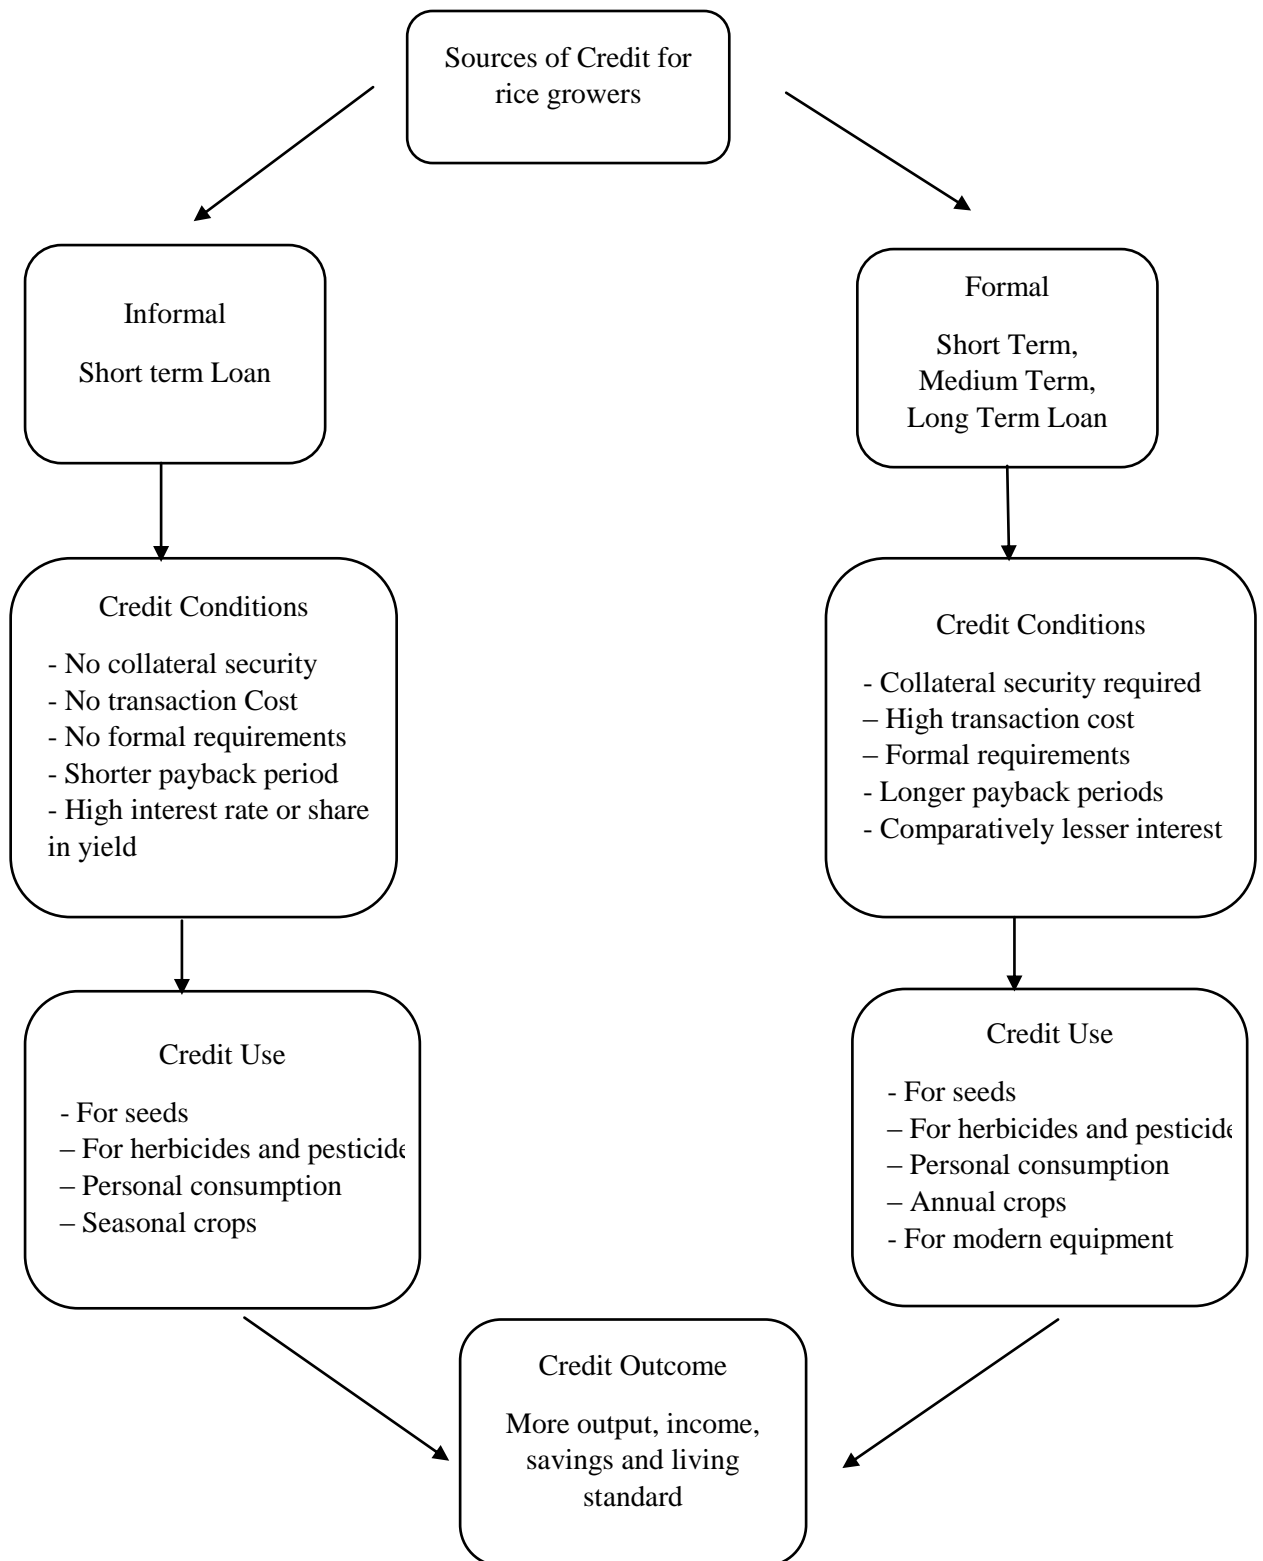 Sources of Credit for
rice growers
Informal
Short term Loan
Formal
Short Term,
Medium Term,
Long Term Loan
Credit Conditions
- No collateral security
- No transaction Cost
- No formal requirements
- Shorter payback period
- High interest rate or share
in yield
Credit Conditions
- Collateral security required
– High transaction cost
– Formal requirements
- Longer payback periods
- Comparatively lesser interest
Credit Use
- For seeds
– For herbicides and pesticide
– Personal consumption
– Seasonal crops
Credit Use
- For seeds
– For herbicides and pesticide
– Personal consumption
– Annual crops
- For modern equipment
Credit Outcome
More output, income,
savings and living
standard